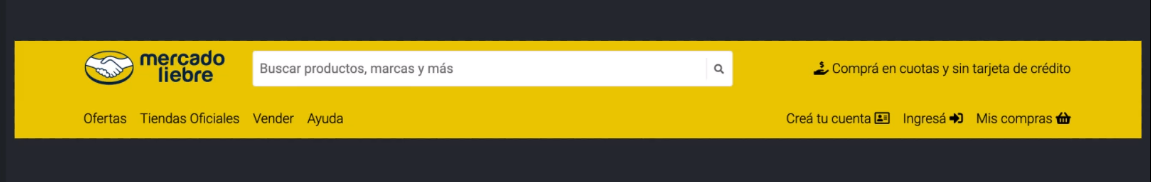 mercado
liebre
Buscar productos, marcas y más
Comprá en cuotas y sin tarjeta de crédito
Ofertas Tiendas Oficiales Vender Ayuda
Creá tu cuenta Ingresá Mis compras